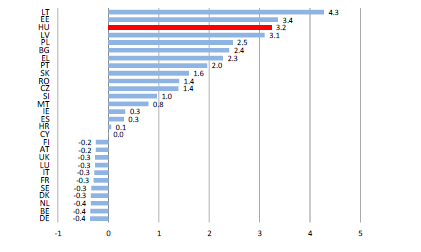 LT 4.3
EE 3.4
HU 3.2
LV 3.1
PL 2.5
BG 2.4
EL 2.3
PT 2.0
SK 1.6
RO 1.4
CZ 1.4
SI 1.0
MT 0.8
IE 0.3
ES 0.3
HR 0.1
CY 0.0
FI -0.2
AT -0.2
UK -0.3
LU -0.3
IT -0.3
FR -0.3
SE -0.3
DK -0.3
NL -0.4
BE -0.4
DE -0.4
-1 0 1 2 3 4 5